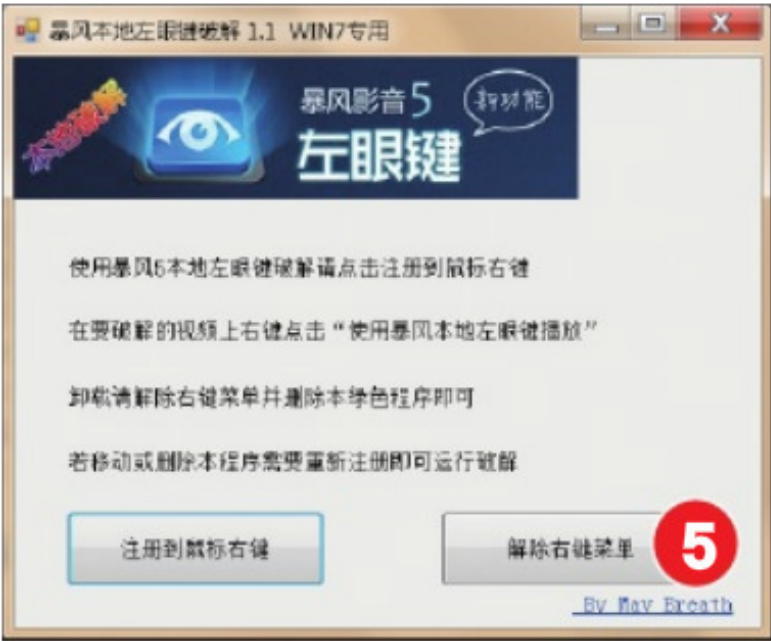 暴风本地左眼键破解 1.1 WIN7专用
本地破解
暴风影音5
新功能
左眼键
使用暴风5本地左眼键破解请点击注册到鼠标右键
在要破解的视频上右键点击“使用暴风本地左眼键播放”
卸载请解除右键菜单并删除本绿色程序即可
若移动或删除本程序需要重新注册即可运行破解
注册到鼠标右键
解除右键菜单
5
By May Breath